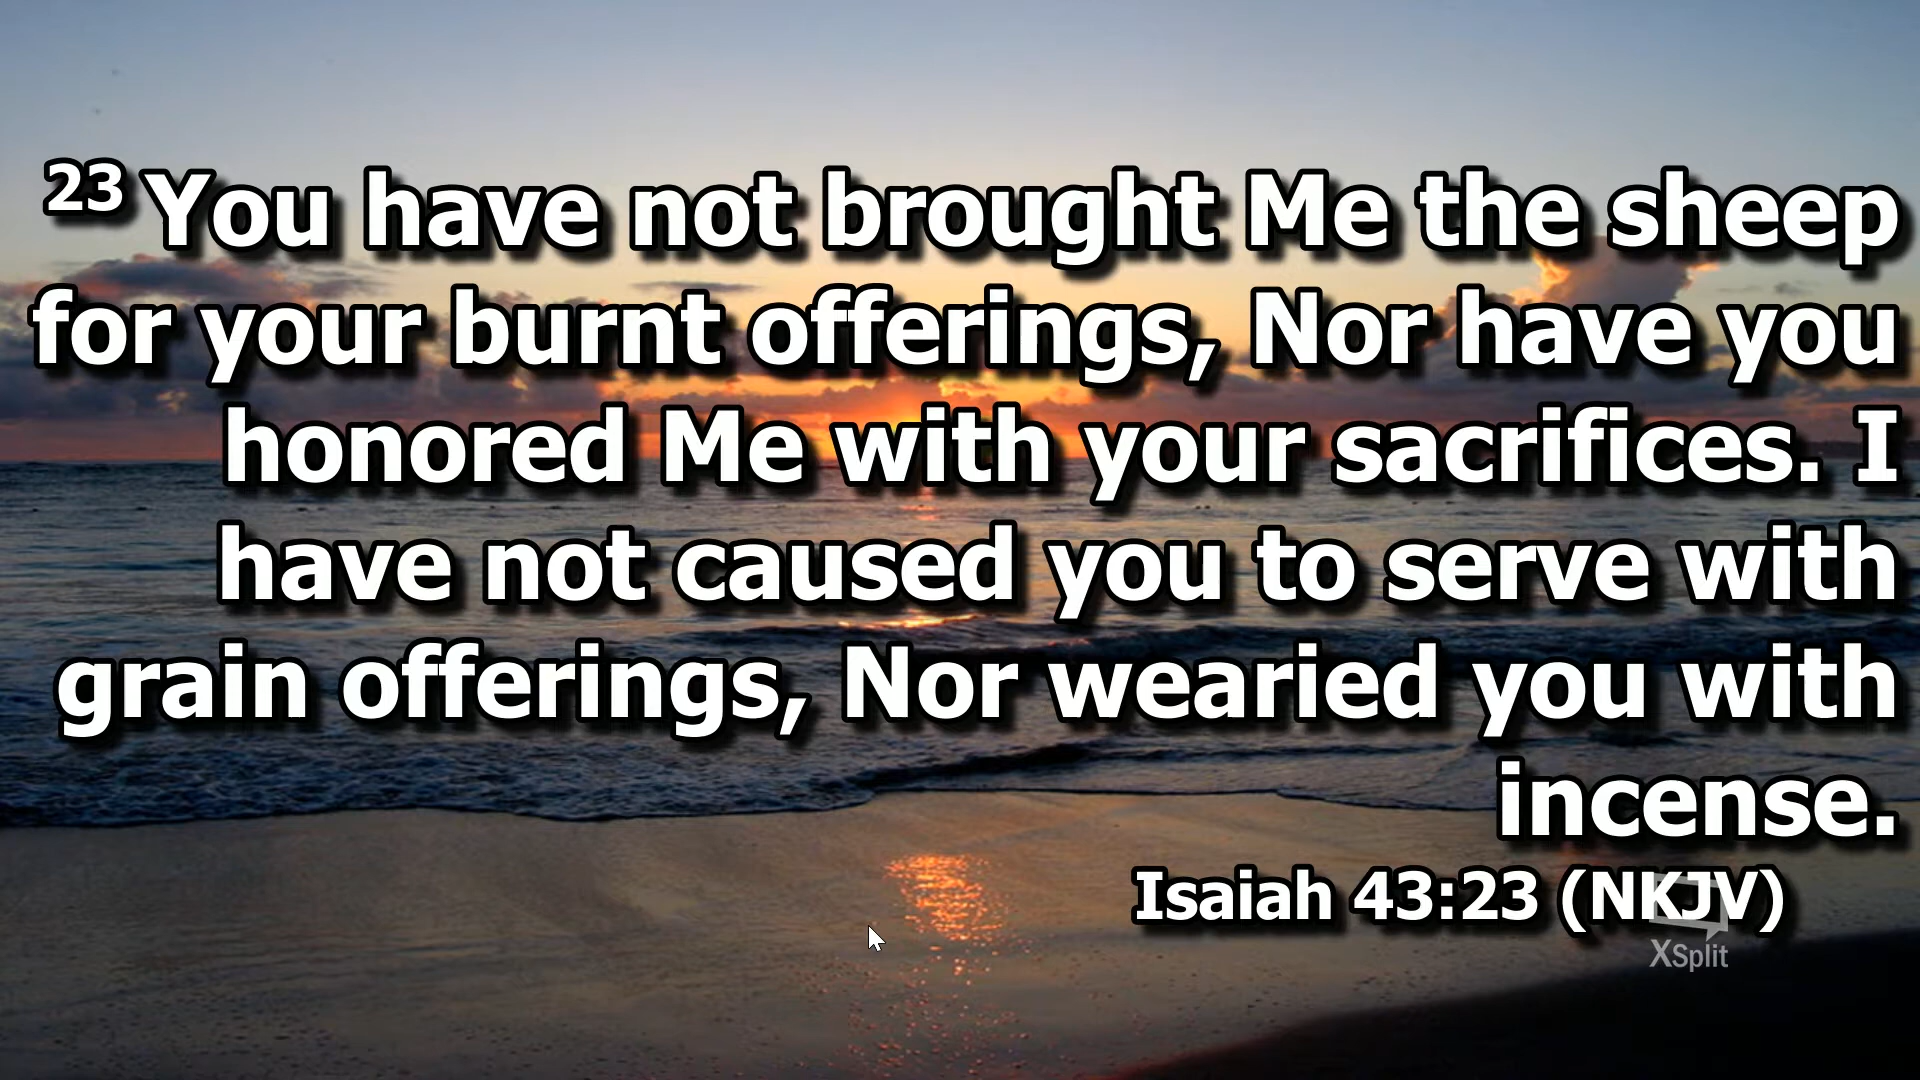 23 You have not brought Me the sheep
for your burnt offerings, Nor have you
honored Me with your sacrifices. I
have not caused you to serve with
grain offerings, Nor wearied you with
incense.
Isaiah 43:23 (NKJV)
XSplit